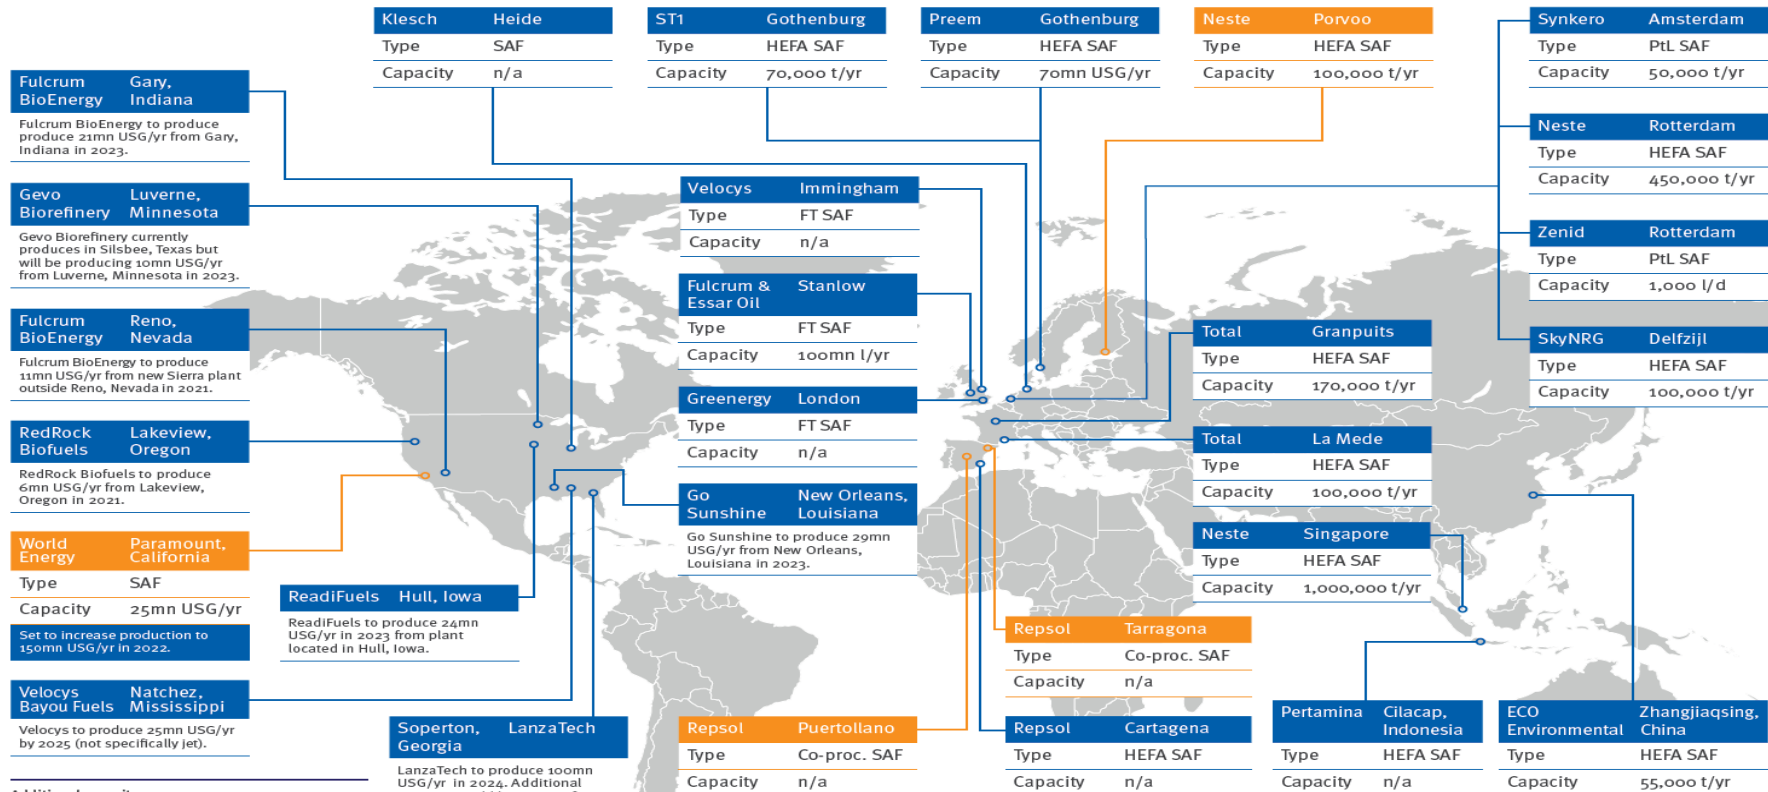 Klesch Heide
Type SAF
Capacity n/a
ST1 Gothenburg
Type HEFA SAF
Capacity 70,000 t/yr
Preem Gothenburg
Type HEFA SAF
Capacity 70mn USG/yr
Neste Porvoo
Type HEFA SAF
Capacity 100,000 t/yr
Synkero Amsterdam
Type PtL SAF
Capacity 50,000 t/yr
Neste Rotterdam
Type HEFA SAF
Capacity 450,000 t/yr
Zenid Rotterdam
Type PtL SAF
Capacity 1,000 l/d
SkyNRG Delfzijl
Type HEFA SAF
Capacity 100,000 t/yr
Fulcrum Gary,
BioEnergy Indiana
Fulcrum BioEnergy to produce
produce 21mn USG/yr from Gary,
Indiana in 2023.
Gevo Luverne,
Biorefinery Minnesota
Gevo Biorefinery currently
produces in Silsbee, Texas but
will be producing 10mn USG/yr
from Luverne, Minnesota in 2023.
Fulcrum Reno,
BioEnergy Nevada
Fulcrum BioEnergy to produce
11mn USG/yr from new Sierra plant
outside Reno, Nevada in 2021.
RedRock Lakeview,
Biofuels Oregon
RedRock Biofuels to produce
6mn USG/yr from Lakeview,
Oregon in 2021.
World Paramount,
Energy California
Type SAF
Capacity 25mn USG/yr
Set to increase production to
150mn USG/yr in 2022.
Velocys Natchez,
Bayou Fuels Mississippi
Velocys to produce 25mn USG/yr
by 2025 (not specifically jet).
ReadiFuels Hull, Iowa
ReadiFuels to produce 24mn
USG/yr in 2023 from plant
located in Hull, Iowa.
Soperton, LanzaTech
Georgia
LanzaTech to produce 100mn
USG/yr in 2024. Additional
Velocys Immingham
Type FT SAF
Capacity n/a
Fulcrum & Stanlow
Essar Oil
Type FT SAF
Capacity 100mn l/yr
Greenergy London
Type FT SAF
Capacity n/a
Go New Orleans,
Sunshine Louisiana
Go Sunshine to produce 29mn
USG/yr from New Orleans,
Louisiana in 2023.
Total Granpuits
Type HEFA SAF
Capacity 170,000 t/yr
Total La Mede
Type HEFA SAF
Capacity 100,000 t/yr
Neste Singapore
Type HEFA SAF
Capacity 1,000,000 t/yr
Repsol Tarragona
Type Co-proc. SAF
Capacity n/a
Repsol Puertollano
Type Co-proc. SAF
Capacity n/a
Repsol Cartagena
Type HEFA SAF
Capacity n/a
Pertamina Cilacap,
Indonesia
Type HEFA SAF
Capacity n/a
ECO Zhangjiaqsing,
Environmental China
Type HEFA SAF
Capacity 55,000 t/yr